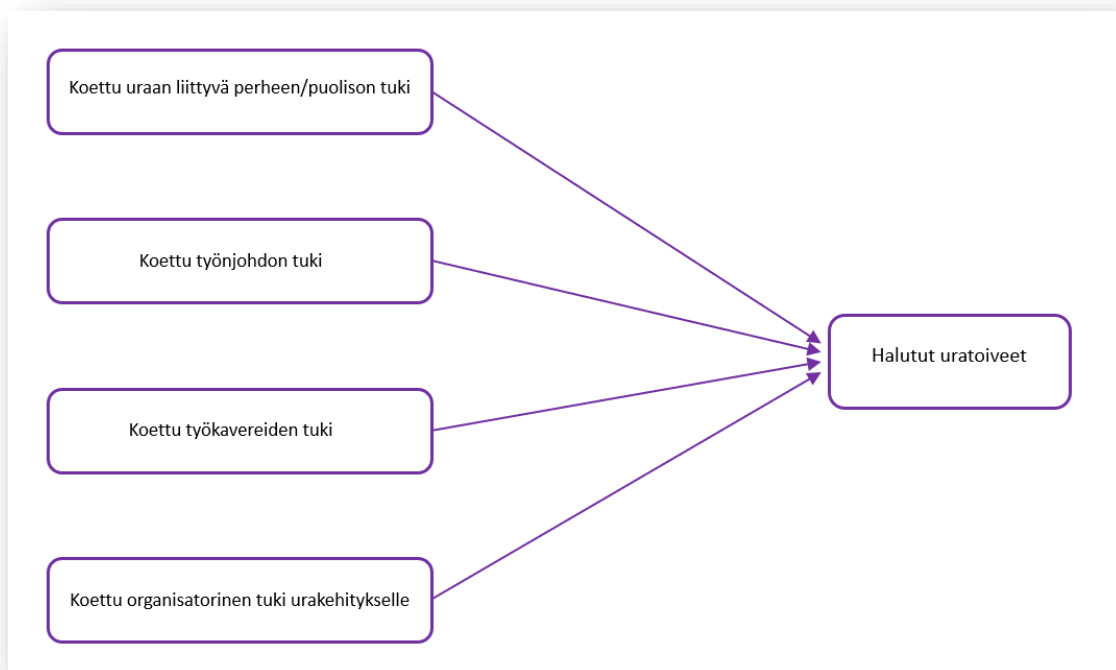 Koettu uraan liittyvä perheen/puolison tuki
Koettu työnjohdon tuki
Halutut uratoiveet
Koettu työkavereiden tuki
Koettu organisatorinen tuki urakehitykselle